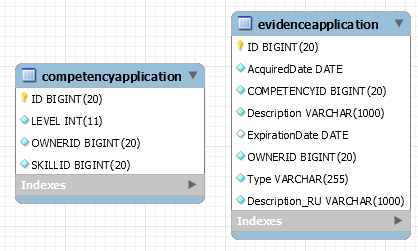 competencyapplication
ID BIGINT(20)
LEVEL INT(11)
OWNERID BIGINT(20)
SKILLID BIGINT(20)
Indexes
evidenceapplication
ID BIGINT(20)
AcquiredDate DATE
COMPETENCYID BIGINT(20)
Description VARCHAR(1000)
ExpirationDate DATE
OWNERID BIGINT(20)
Type VARCHAR(255)
Description_RU VARCHAR(1000)
Indexes